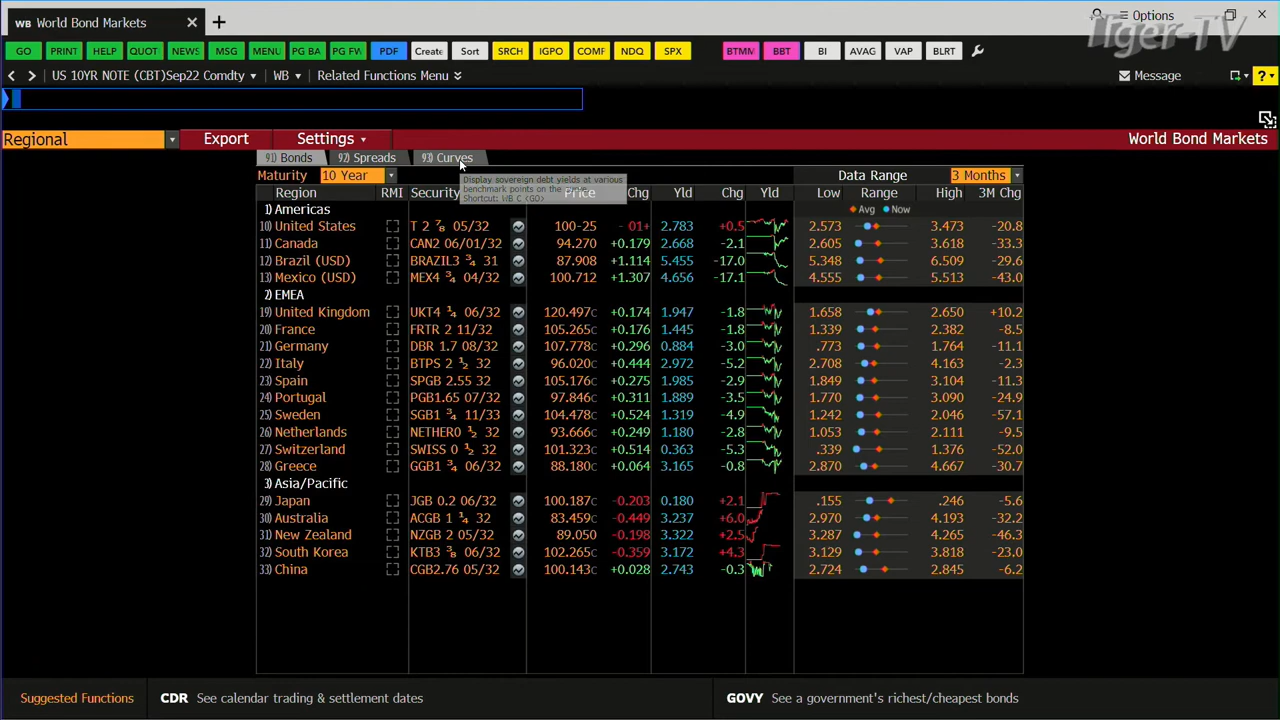 WB World Bond Markets × +
Options
Tiger-TV
GO PRINT HELP QUOT NEWS MSG MENU PG BA PG FV PDF Create Sort SRCH IGPO COMF NDQ SPX BTMN BBT BI AVAG VAP BLRT
US 10YR NOTE (CBT)Sep22 Comdty WB Related Functions Menu Message ?
Regional Export Settings World Bond Markets
91) Bonds 92) Spreads 93) Curves
Maturity 10 Year Data Range 3 Months
Display sovereign debt yields at various
benchmark points on the curve
Shortcut: WB C <GO>
Region RMI Security Price Chg Yld Chg Yld Low Range High 3M Chg
1) Americas Avg Now
10) United States T 2 ⅞ 05/32 100-25 - 01+ 2.783 +0.5 2.573 3.473 -20.8
11) Canada CAN2 06/01/32 94.270 +0.179 2.668 -2.1 2.605 3.618 -33.3
12) Brazil (USD) BRAZIL3 ¾ 31 87.908 +1.114 5.455 -17.0 5.348 6.509 -29.6
13) Mexico (USD) MEX4 ¾ 04/32 100.712 +1.307 4.656 -17.1 4.555 5.513 -43.0
2) EMEA
19) United Kingdom UKT4 ¼ 06/32 120.497c +0.174 1.947 -1.8 1.658 2.650 +10.2
20) France FRTR 2 11/32 105.265c +0.176 1.445 -1.8 1.339 2.382 -8.5
21) Germany DBR 1.7 08/32 107.778c +0.296 0.884 -3.0 .773 1.764 -11.1
22) Italy BTPS 2 ½ 32 96.020c +0.444 2.972 -5.2 2.708 4.163 -2.3
23) Spain SPGB 2.55 32 105.176c +0.275 1.985 -2.9 1.849 3.104 -11.3
24) Portugal PGB1.65 07/32 97.846c +0.311 1.889 -3.5 1.770 3.090 -24.9
25) Sweden SGB1 ¾ 11/33 104.478c +0.524 1.319 -4.9 1.242 2.046 -57.1
26) Netherlands NETHER0 ½ 32 93.666c +0.249 1.180 -2.8 1.053 2.111 -9.5
27) Switzerland SWISS 0 ½ 32 101.323c +0.514 0.363 -5.3 .339 1.376 -52.0
28) Greece GGB1 ¾ 06/32 88.180c +0.064 3.165 -0.8 2.870 4.667 -30.7
3) Asia/Pacific
29) Japan JGB 0.2 06/32 100.187c -0.203 0.180 +2.1 .155 .246 -5.6
30) Australia ACGB 1 ¼ 32 83.459c -0.449 3.237 +6.0 2.970 4.193 -32.2
31) New Zealand NZGB 2 05/32 89.050 -0.198 3.322 +2.5 3.287 4.265 -46.3
32) South Korea KTB3 ⅜ 06/32 102.265c -0.359 3.172 +4.3 3.129 3.818 -23.0
33) China CGB2.76 05/32 100.143c +0.028 2.743 -0.3 2.724 2.845 -6.2
Suggested Functions CDR See calendar trading & settlement dates GOVY See a government's richest/cheapest bonds